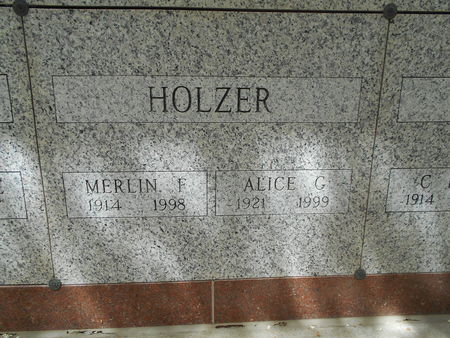 HOLZER
MERLIN F
1914 1998
ALICE G
1921 1999
C
1914